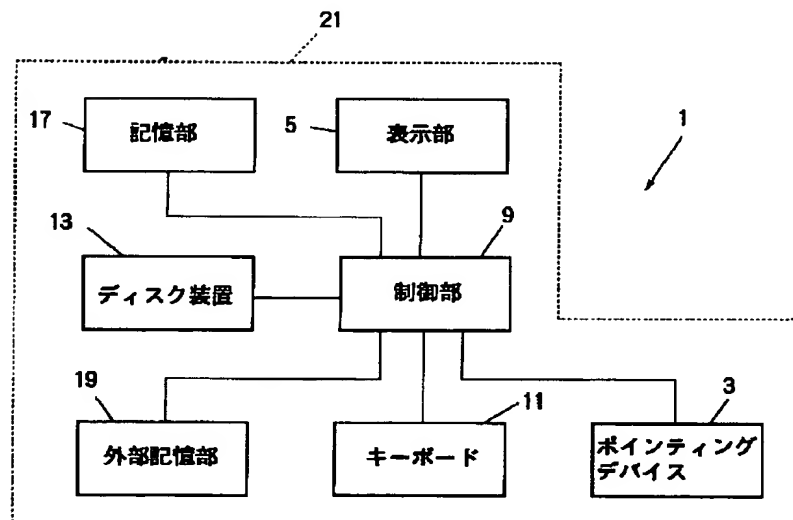 21
17
記憶部
5
表示部
1
13
ディスク装置
9
制御部
19
外部記憶部
11
キーボード
3
ポインティング
デバイス